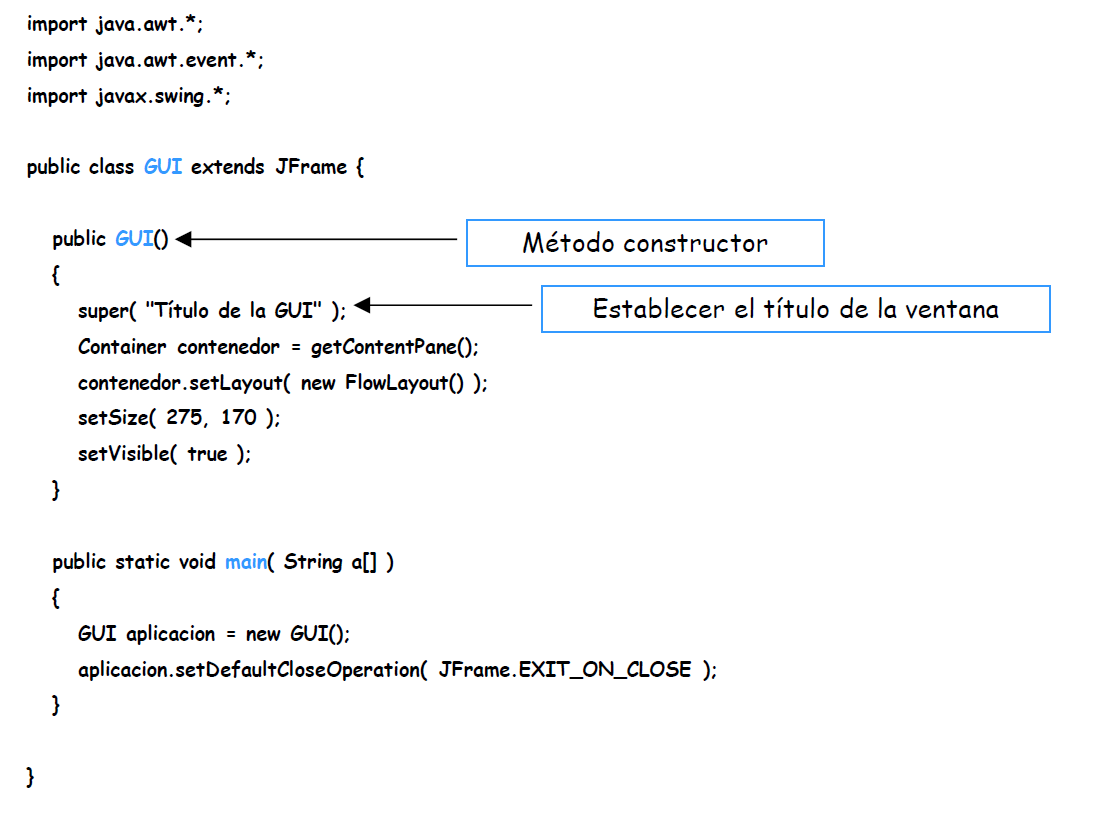 import java.awt.*;
import java.awt.event.*;
import javax.swing.*;
public class GUI extends JFrame {
public GUI()
Método constructor
{
super( "Título de la GUI" );
Establecer el título de la ventana
Container contenedor = getContentPane();
contenedor.setLayout( new FlowLayout() );
setSize( 275, 170 );
setVisible( true );
}
public static void main( String a[] )
{
GUI aplicacion = new GUI();
aplicacion.setDefaultCloseOperation( JFrame.EXIT_ON_CLOSE );
}
}